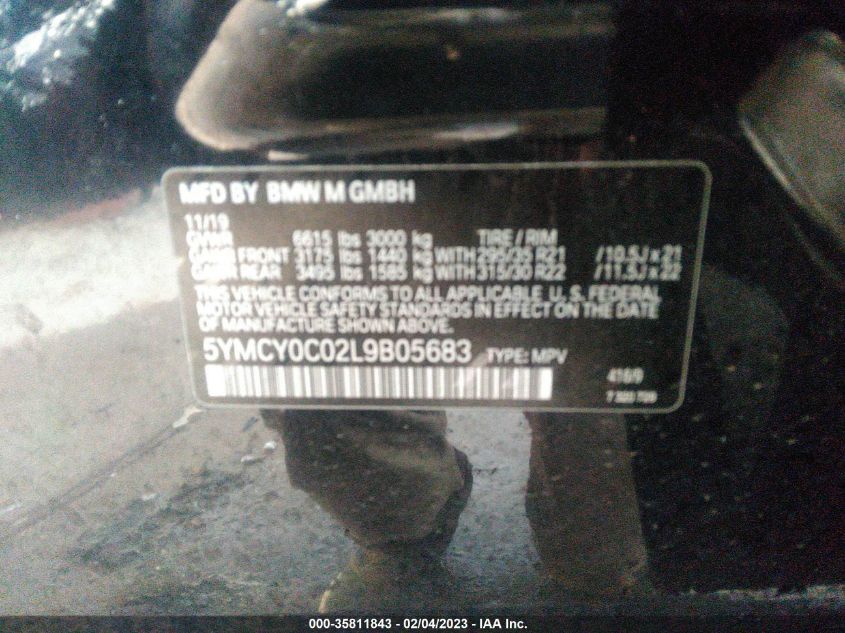 MFD BY BMW M GMBH
11/19
GVWR 6615 lbs 3000 kg TIRE / RIM
GAWR FRONT 3175 lbs 1440 kg WITH 295/35 R21 /10.5J x 21
GAWR REAR 3495 lbs 1585 kg WITH 315/30 R22 /11.5J x 22
THIS VEHICLE CONFORMS TO ALL APPLICABLE U. S. FEDERAL
MOTOR VEHICLE SAFETY STANDARDS IN EFFECT ON THE
DATE OF MANUFACTURE SHOWN ABOVE.
5YMCY0C02L9B05683 TYPE: MPV
000-35811843 - 02/04/2023 - IAA Inc.